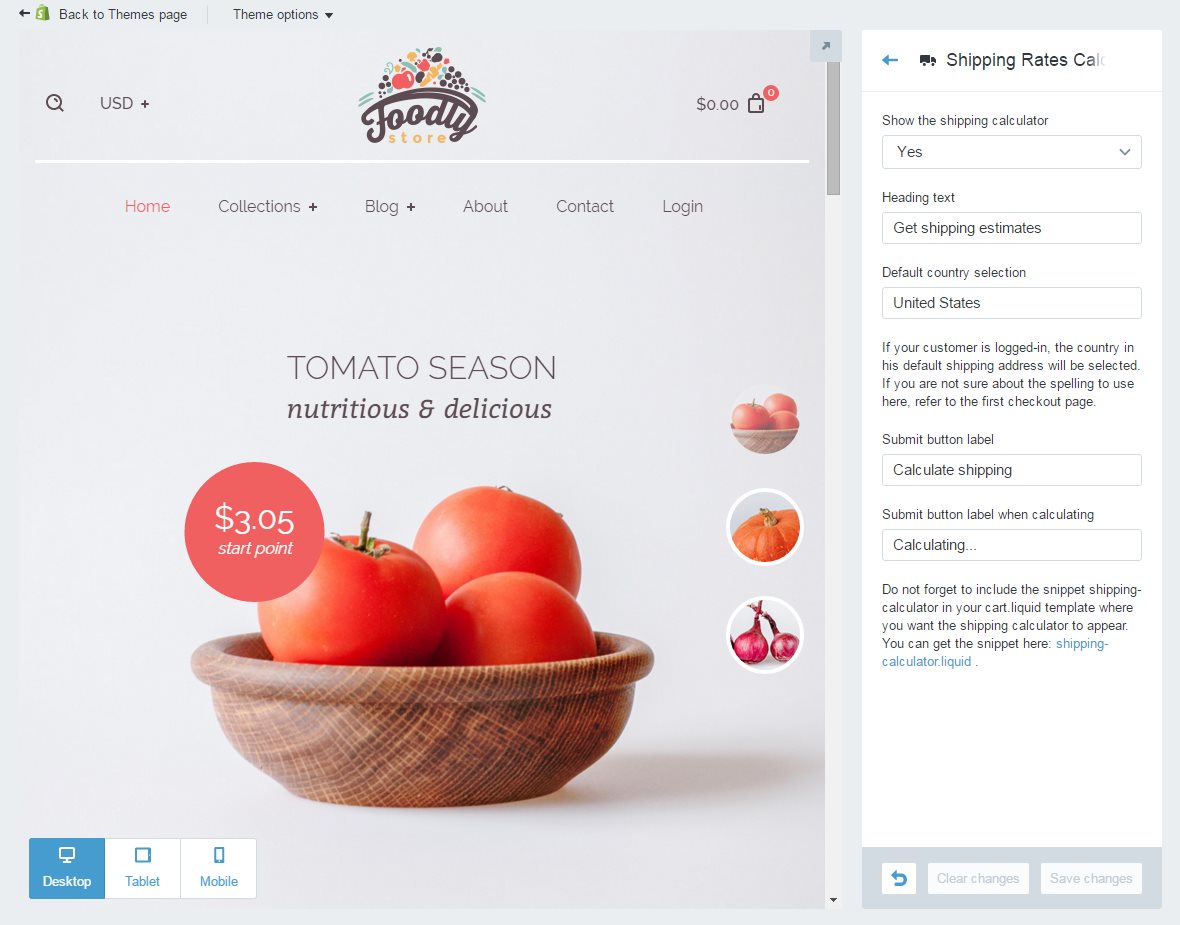 Back to Themes page
Theme options
USD +
Foodly
store
$0.00
0
Home
Collections +
Blog +
About
Contact
Login
TOMATO SEASON
nutritious & delicious
$3.05
start point
Desktop
Tablet
Mobile
Shipping Rates Calc
Show the shipping calculator
Yes
Heading text
Get shipping estimates
Default country selection
United States
If your customer is logged-in, the country in
his default shipping address will be selected.
If you are not sure about the spelling to use
here, refer to the first checkout page.
Submit button label
Calculate shipping
Submit button label when calculating
Calculating...
Do not forget to include the snippet shipping-
calculator in your cart.liquid template where
you want the shipping calculator to appear.
You can get the snippet here: shipping-
calculator.liquid .
Clear changes
Save changes